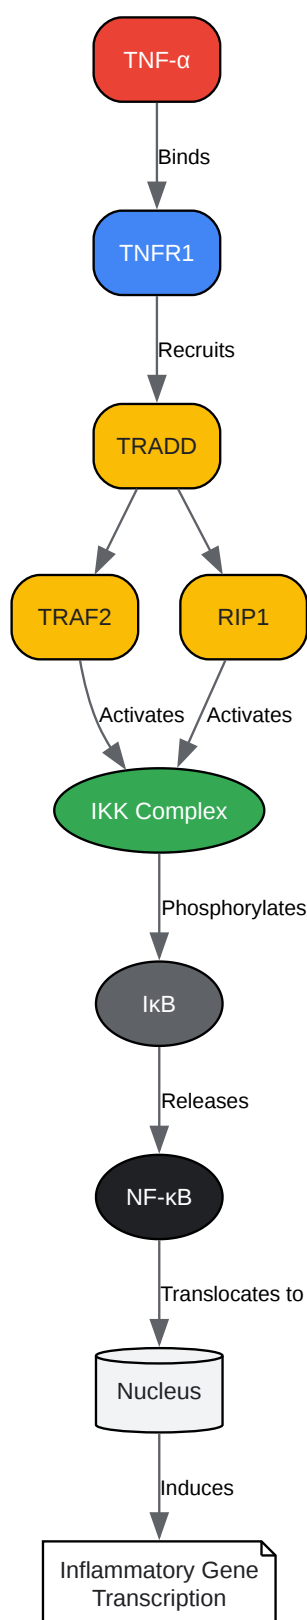 TNF-α
Binds
TNFR1
Recruits
TRADD
TRAF2
RIP1
Activates
Activates
IKK Complex
Phosphorylates
IκB
Releases
NF-κB
Translocates to
Nucleus
Induces
Inflammatory Gene
Transcription